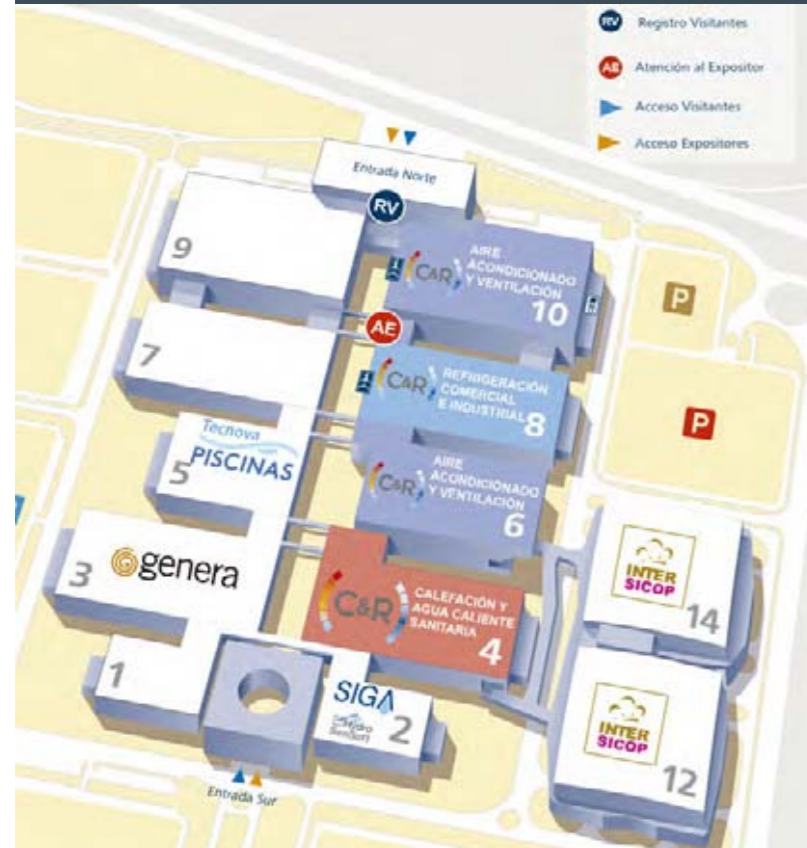 RV Registro Visitantes
AE Atención al Expositor
Acceso Visitantes
Acceso Expositores
Entrada Norte
RV
9
C&R
AIRE
ACONDICIONADO
Y VENTILACIÓN
10
P
AE
7
C&R
REFRIGERACIÓN
COMERCIAL
E INDUSTRIAL
8
P
Tecnova
PISCINAS
5
C&R
AIRE
ACONDICIONADO
Y VENTILACIÓN
6
genera
3
INTER
SICOP
14
C&R
CALEFACIÓN Y
AGUA CALIENTE
SANITARIA
4
1
SIGA
2
INTER
SICOP
12
Entrada Sur